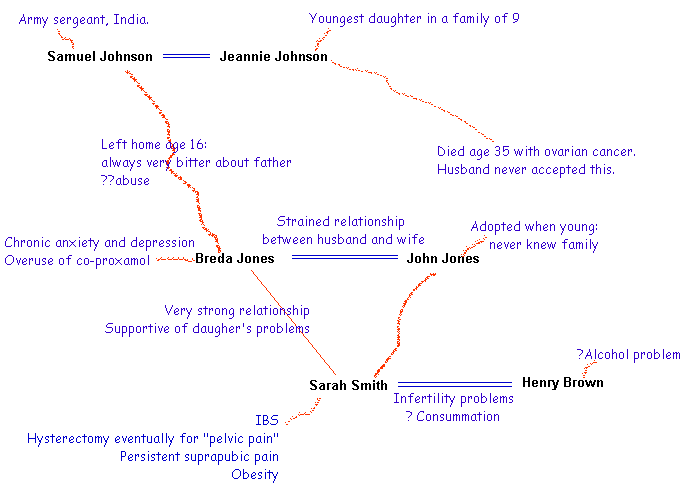 Army sergeant, India.
Youngest daughter in a family of 9
Samuel Johnson
Jeannie Johnson
Left home age 16:
always very bitter about father
??abuse
Died age 35 with ovarian cancer.
Husband never accepted this.
Strained relationship
between husband and wife
Adopted when young:
never knew family
Chronic anxiety and depression
Overuse of co-proxamol
Breda Jones
John Jones
Very strong relationship
Supportive of daugher's problems
?Alcohol problem
Sarah Smith
Henry Brown
Infertility problems
? Consummation
IBS
Hysterectomy eventually for "pelvic pain"
Persistent suprapubic pain
Obesity